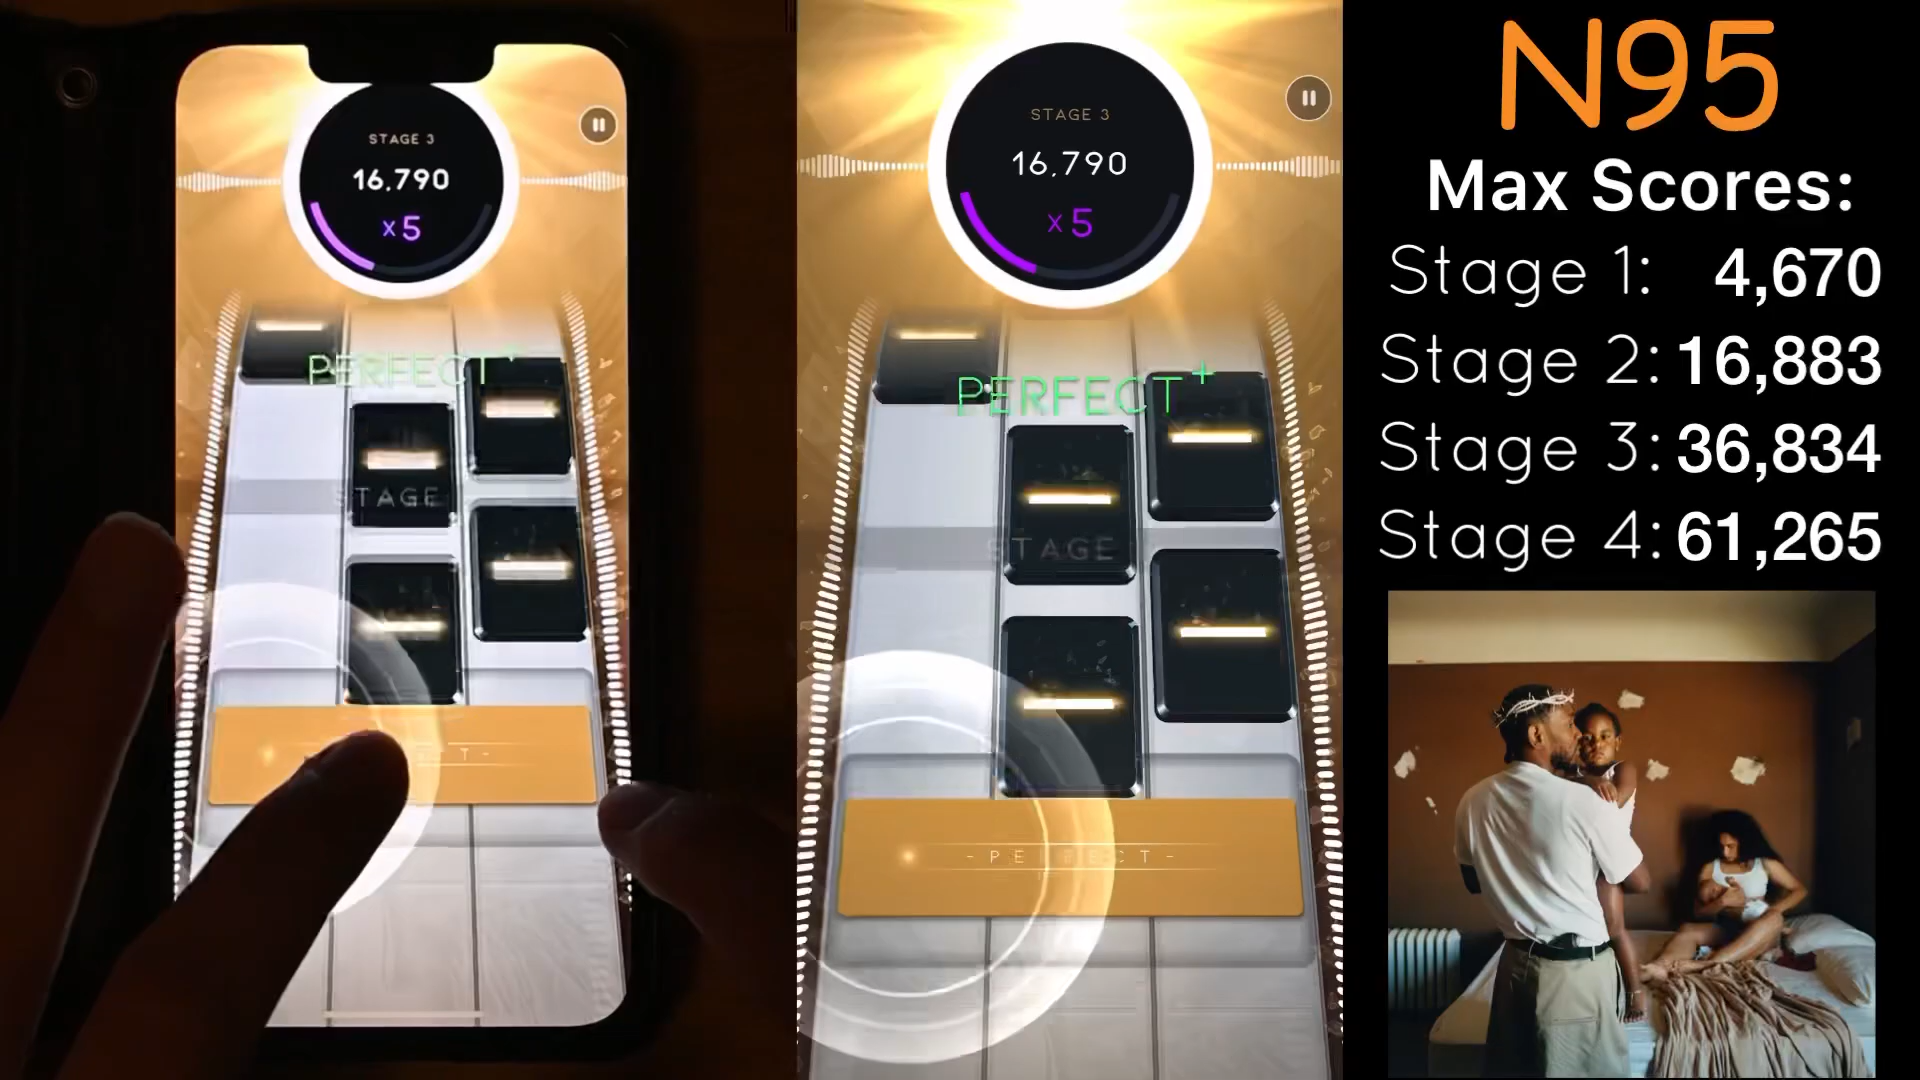 STAGE 3
16,790
x5
PERFECT+
STAGE
STAGE 3
16,790
x5
PERFECT+
STAGE
-PERFECT-
N95
Max Scores:
Stage 1: 4,670
Stage 2: 16,883
Stage 3: 36,834
Stage 4: 61,265